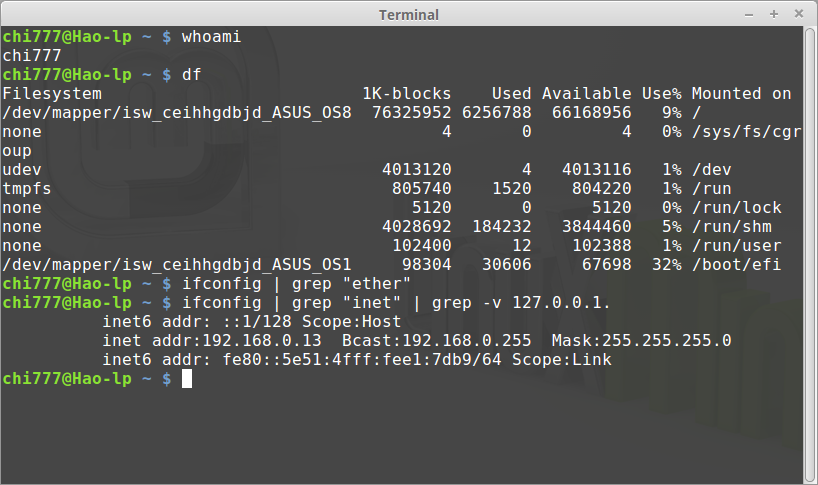 Terminal
chi777@Hao-lp ~ $ whoami
chi777
chi777@Hao-lp ~ $ df
Filesystem                          1K-blocks    Used Available Use% Mounted on
/dev/mapper/isw_ceihhgdbjd_ASUS_OS8  76325952 6256788  66168956   9% /
none                                        4       0         4   0% /sys/fs/cgr
oup
udev                                  4013120       4   4013116   1% /dev
tmpfs                                  805740    1520    804220   1% /run
none                                     5120       0      5120   0% /run/lock
none                                  4028692  184232   3844460   5% /run/shm
none                                   102400      12    102388   1% /run/user
/dev/mapper/isw_ceihhgdbjd_ASUS_OS1     98304   30606     67698  32% /boot/efi
chi777@Hao-lp ~ $ ifconfig | grep "ether"
chi777@Hao-lp ~ $ ifconfig | grep "inet" | grep -v 127.0.0.1.
          inet6 addr: ::1/128 Scope:Host
          inet addr:192.168.0.13  Bcast:192.168.0.255  Mask:255.255.255.0
          inet6 addr: fe80::5e51:4fff:fee1:7db9/64 Scope:Link
chi777@Hao-lp ~ $